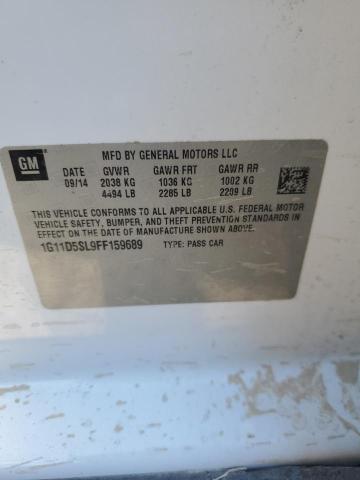 GM
MFD BY GENERAL MOTORS LLC
DATE GVWR GAWR FRT GAWR RR
09/14 2038 KG 1036 KG 1002 KG
4494 LB 2285 LB 2209 LB
THIS VEHICLE CONFORMS TO ALL APPLICABLE U.S. FEDERAL MOTOR
VEHICLE SAFETY, BUMPER, AND THEFT PREVENTION STANDARDS IN
EFFECT ON THE DATE OF MANUFACTURE SHOWN ABOVE.
1G11D5SL9FF159689 TYPE: PASS CAR